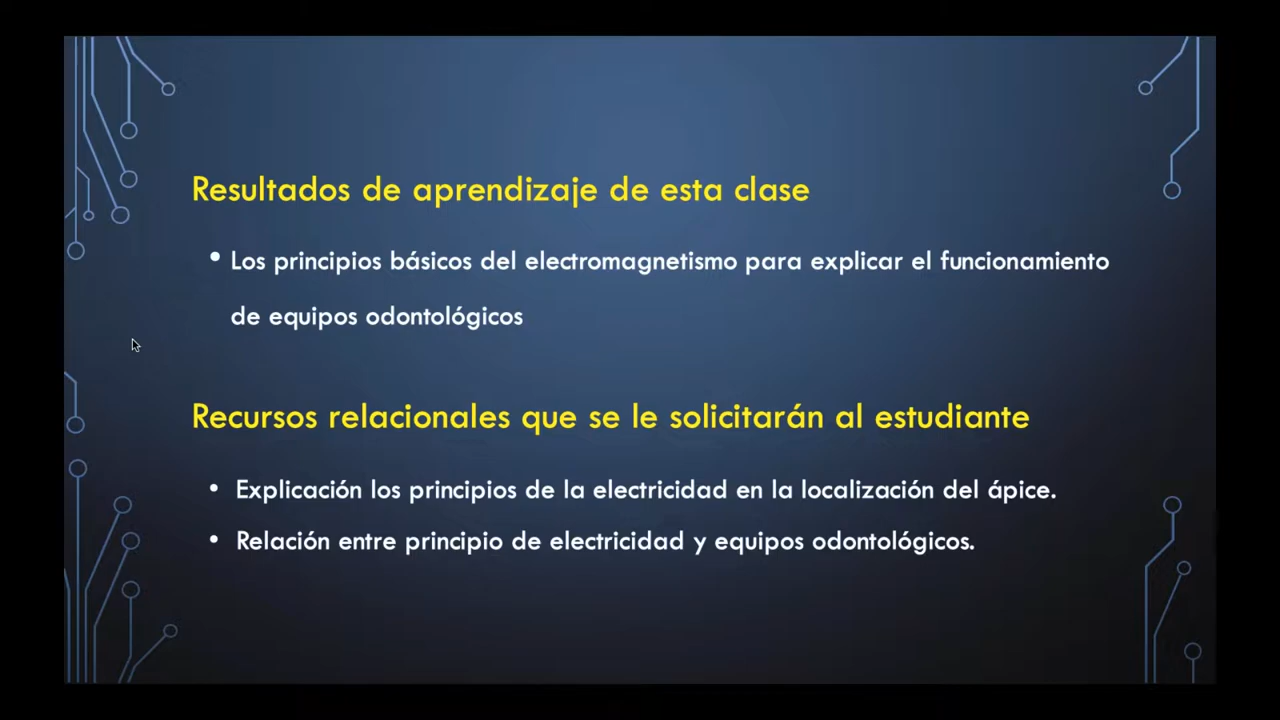 Resultados de aprendizaje de esta clase
• Los principios básicos del electromagnetismo para explicar el funcionamiento
de equipos odontológicos
Recursos relacionales que se le solicitarán al estudiante
• Explicación los principios de la electricidad en la localización del ápice.
• Relación entre principio de electricidad y equipos odontológicos.